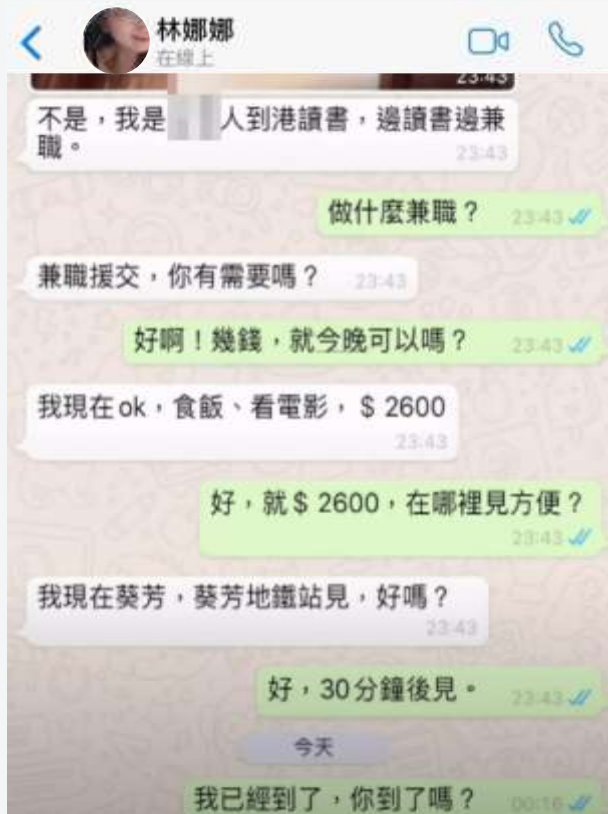 林娜娜
在線上
23:43
不是,我是 人到港讀書,邊讀書邊兼
職。
23:43
做什麼兼職? 23:43
兼職援交,你有需要嗎? 23:43
好啊!幾錢,就今晚可以嗎? 23:43
我現在ok,食飯、看電影,$ 2600
23:43
好,就$ 2600,在哪裡見方便?
23:43
我現在葵芳,葵芳地鐵站見,好嗎?
23:43
好,30分鐘後見。 23:43
今天
我已經到了,你到了嗎? 00:16